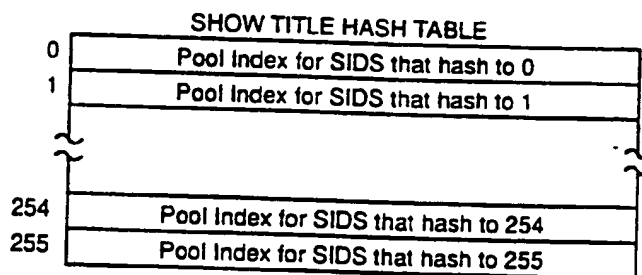 SHOW TITLE HASH TABLE
0 Pool Index for SIDS that hash to 0
1 Pool Index for SIDS that hash to 1
254 Pool Index for SIDS that hash to 254
255 Pool Index for SIDS that hash to 255